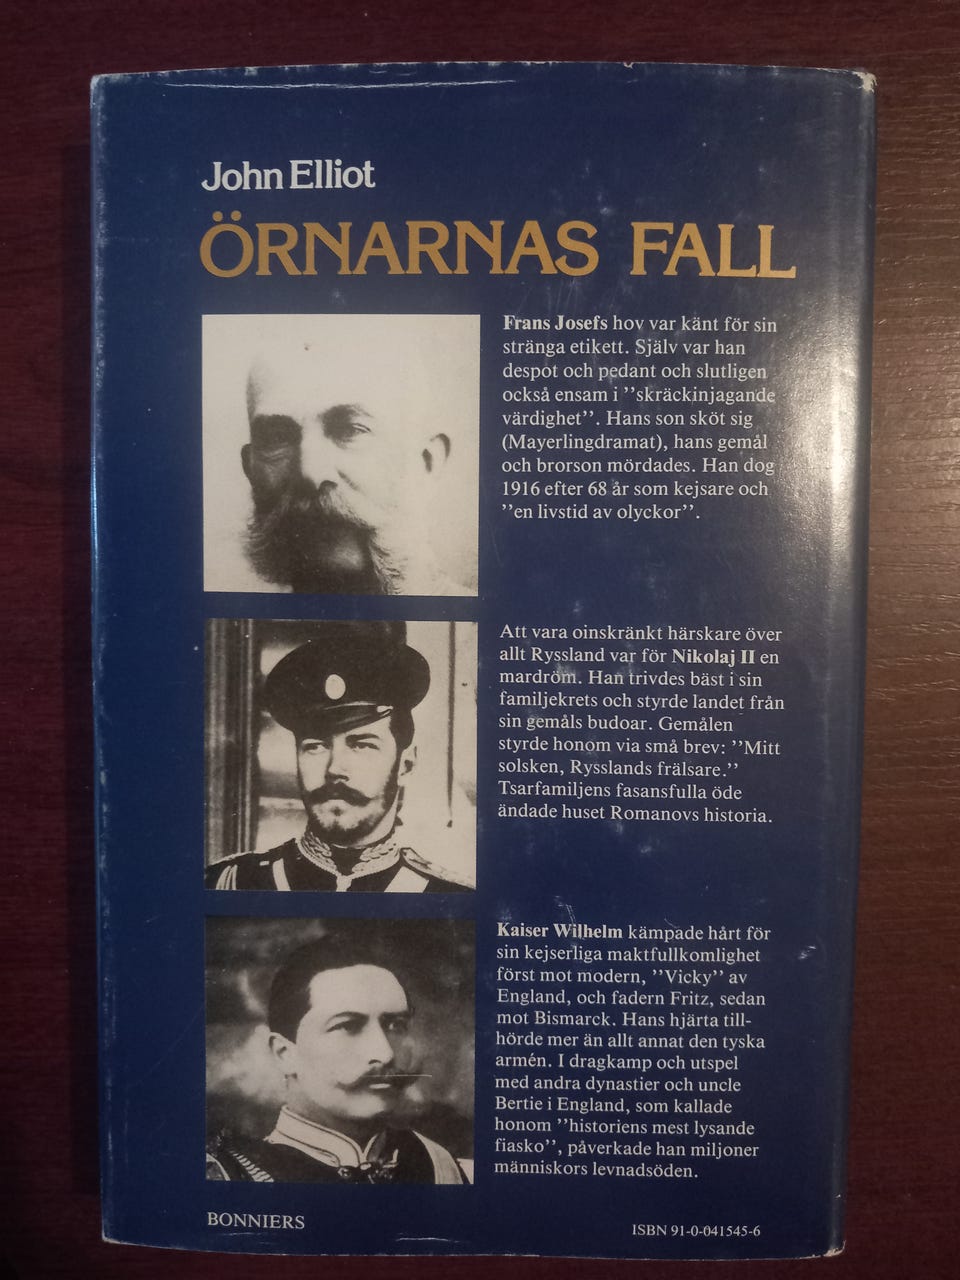 John Elliot
ÖRNARNAS FALL
Frans Josefs hov var känt för sin
stränga etikett. Själv var han
despot och pedant och slutligen
också ensam i ”skräckinjagande
värdighet”. Hans son sköt sig
(Mayerlingdramat), hans gemål
och brorson mördades. Han dog
1916 efter 68 år som kejsare och
”en livstid av olyckor”.
Att vara oinskränkt härskare över
allt Ryssland var för Nikolaj II en
mardröm. Han trivdes bäst i sin
familjekrets och styrde landet från
sin gemåls budoar. Gemålen
styrde honom via små brev: ”Mitt
solsken, Rysslands frälsare.”
Tsarfamiljens fasansfulla öde
ändade huset Romanovs historia.
Kaiser Wilhelm kämpade hårt för
sin kejserliga maktfullkomlighet
först mot modern, ”Vicky” av
England, och fadern Fritz, sedan
mot Bismarck. Hans hjärta till-
hörde mer än allt annat den tyska
armén. I dragkamp och utspel
med andra dynastier och uncle
Bertie i England, som kallade
honom ”historiens mest lysande
fiasko”, påverkade han miljoner
människors levnadsöden.
BONNIERS
ISBN 91-0-041545-6